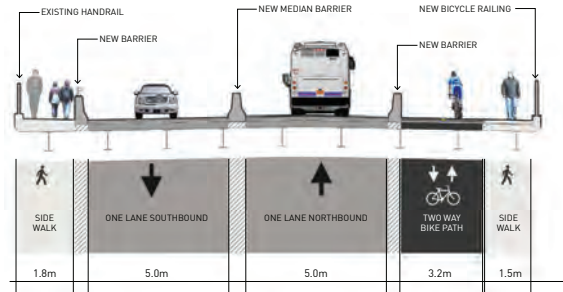 EXISTING HANDRAIL
NEW BARRIER
NEW MEDIAN BARRIER
NEW BICYCLE RAILING
NEW BARRIER
SIDE
WALK
ONE LANE SOUTHBOUND
ONE LANE NORTHBOUND
TWO WAY
BIKE PATH
SIDE
WALK
1.8m
5.0m
5.0m
3.2m
1.5m